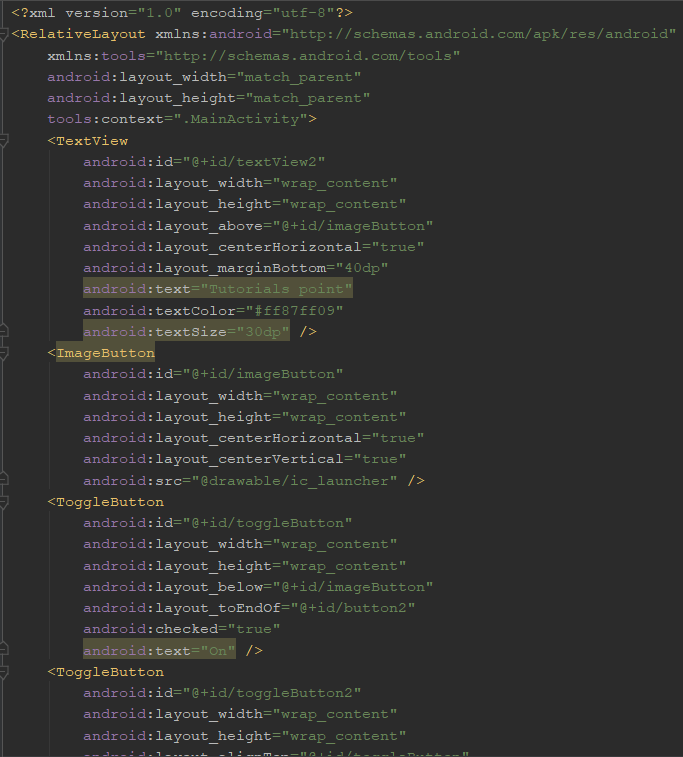 <?xml version="1.0" encoding="utf-8"?>
<RelativeLayout xmlns:android="http://schemas.android.com/apk/res/android"
    xmlns:tools="http://schemas.android.com/tools"
    android:layout_width="match_parent"
    android:layout_height="match_parent"
    tools:context=".MainActivity">
    <TextView
        android:id="@+id/textView2"
        android:layout_width="wrap_content"
        android:layout_height="wrap_content"
        android:layout_above="@+id/imageButton"
        android:layout_centerHorizontal="true"
        android:layout_marginBottom="40dp"
        android:text="Tutorials point"
        android:textColor="#ff87ff09"
        android:textSize="30dp" />
    <ImageButton
        android:id="@+id/imageButton"
        android:layout_width="wrap_content"
        android:layout_height="wrap_content"
        android:layout_centerHorizontal="true"
        android:layout_centerVertical="true"
        android:src="@drawable/ic_launcher" />
    <ToggleButton
        android:id="@+id/toggleButton"
        android:layout_width="wrap_content"
        android:layout_height="wrap_content"
        android:layout_below="@+id/imageButton"
        android:layout_toEndOf="@+id/button2"
        android:checked="true"
        android:text="On" />
    <ToggleButton
        android:id="@+id/toggleButton2"
        android:layout_width="wrap_content"
        android:layout_height="wrap_content"
        android:layout_alignTop="@+id/toggleButton"